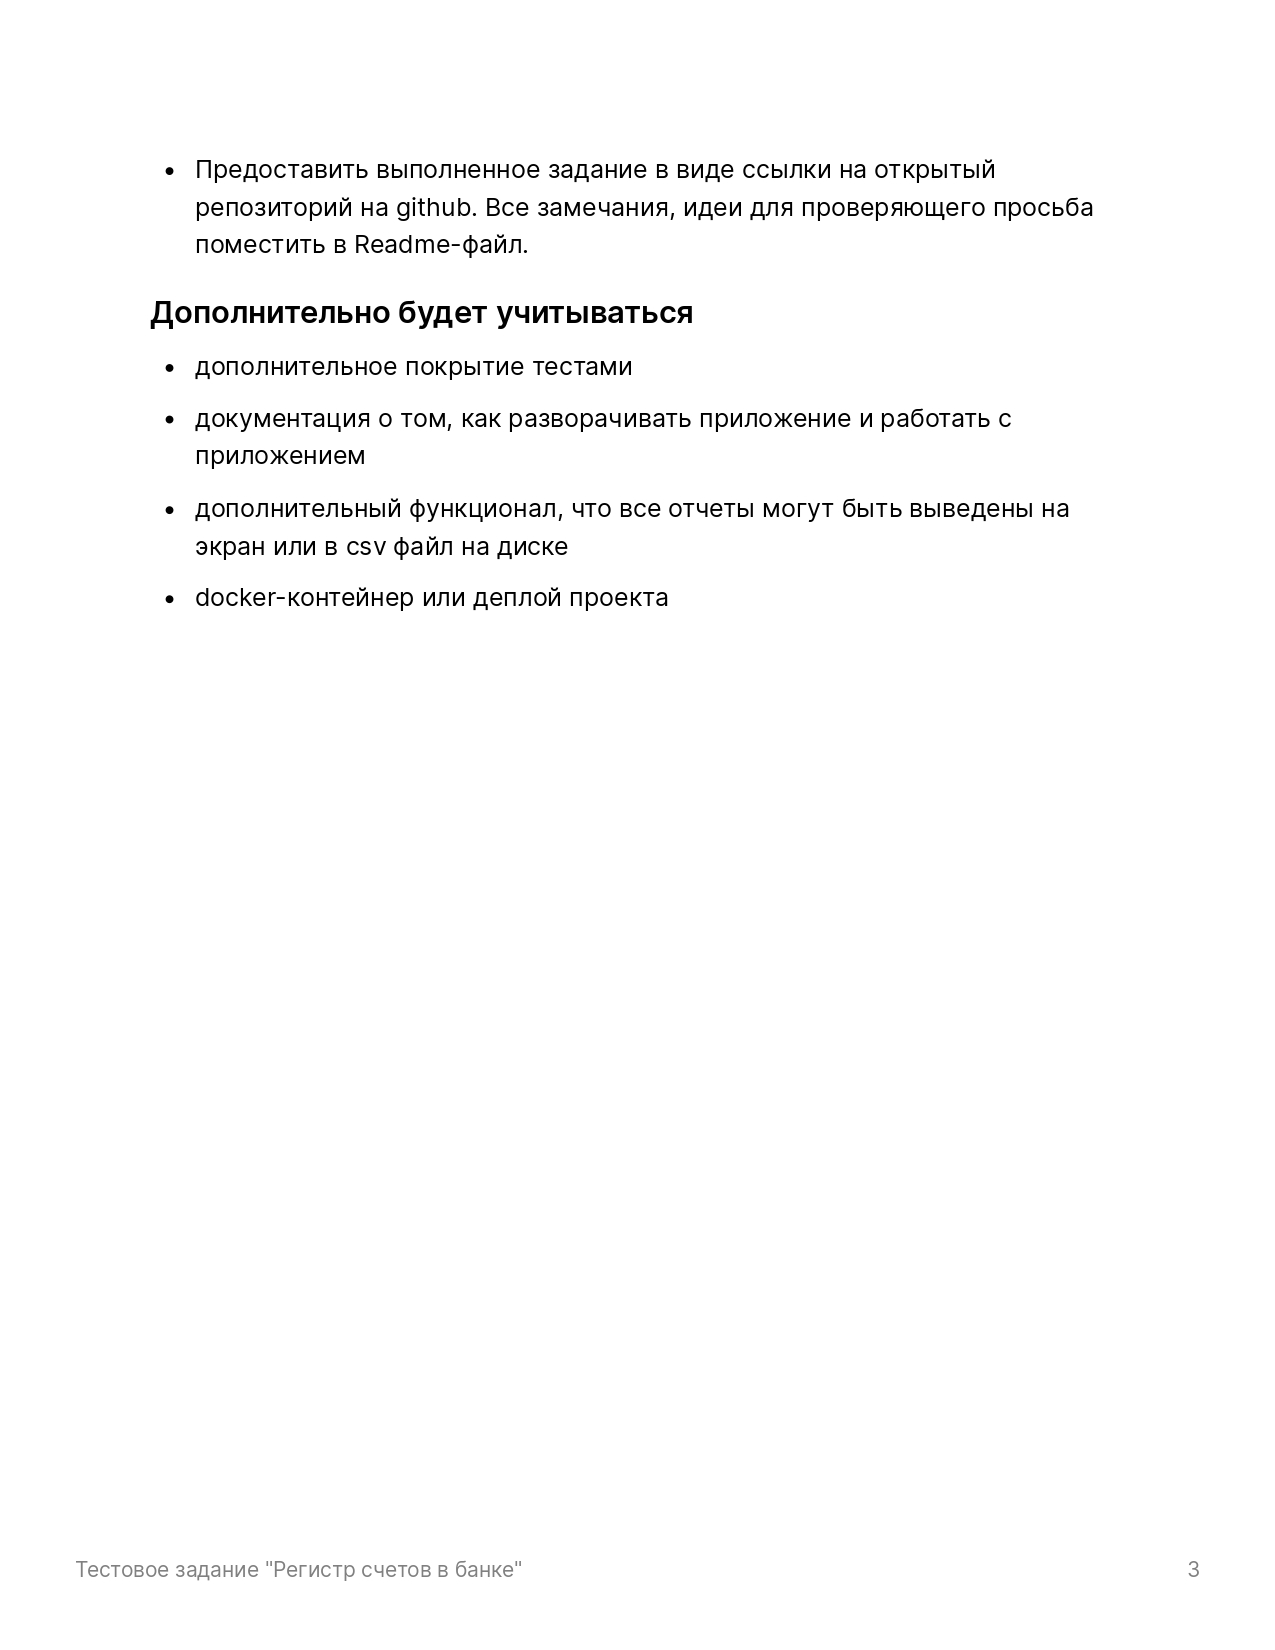 • Предоставить выполненное задание в виде ссылки на открытый
репозиторий на github. Все замечания, идеи для проверяющего просьба
поместить в Readme-файл.
Дополнительно будет учитываться
• дополнительное покрытие тестами
• документация о том, как разворачивать приложение и работать с
приложением
• дополнительный функционал, что все отчеты могут быть выведены на
экран или в csv файл на диске
• docker-контейнер или деплой проекта
Тестовое задание "Регистр счетов в банке" 3